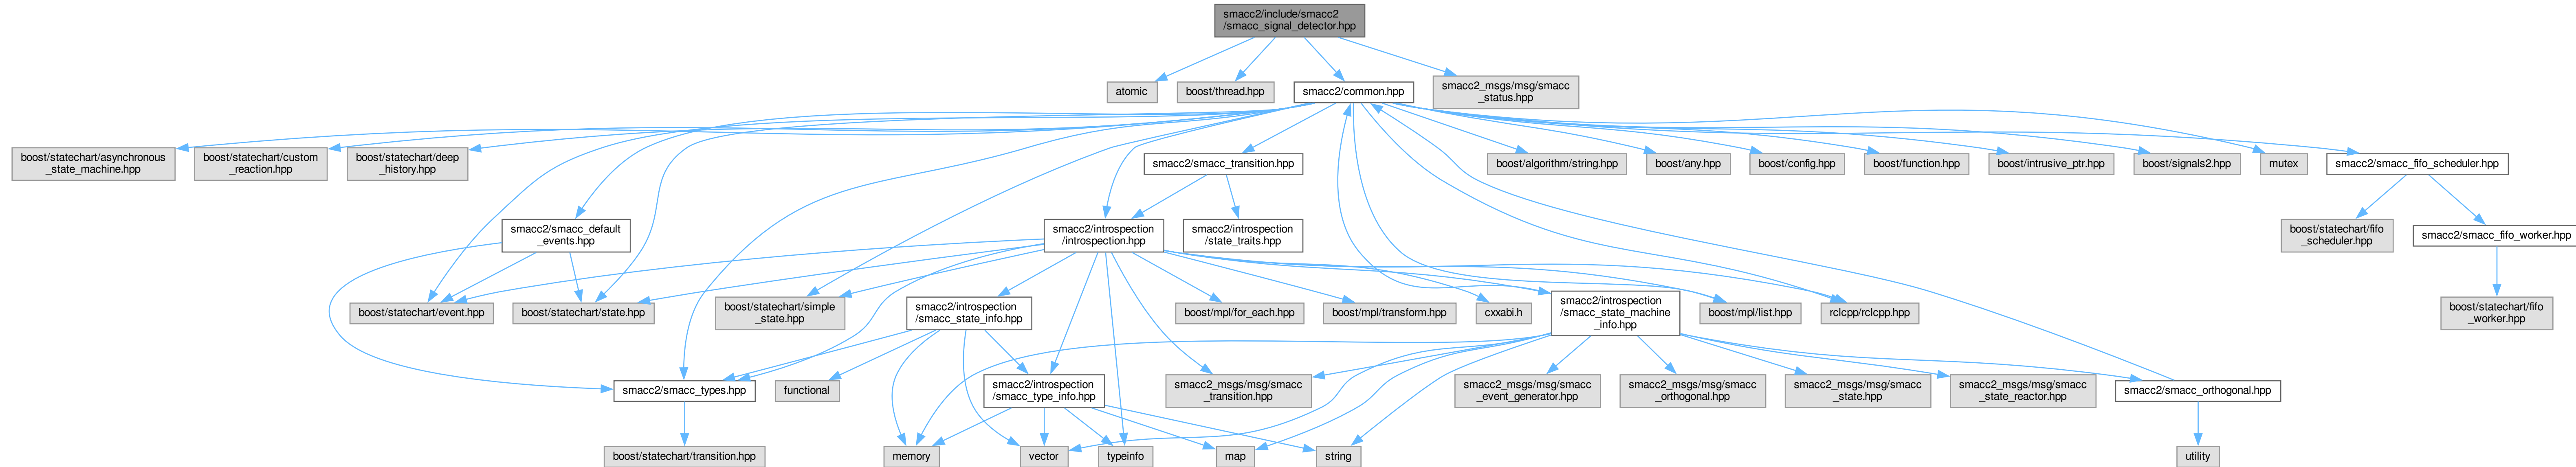 smacc2/include/smacc2
/smacc_signal_detector.hpp
atomic
boost/thread.hpp
smacc2/common.hpp
smacc2_msgs/msg/smacc
_status.hpp
boost/statechart/asynchronous
_state_machine.hpp
boost/statechart/custom
_reaction.hpp
boost/statechart/deep
_history.hpp
smacc2/smacc_transition.hpp
boost/algorithm/string.hpp
boost/any.hpp
boost/config.hpp
boost/function.hpp
boost/intrusive_ptr.hpp
boost/signals2.hpp
mutex
smacc2/smacc_fifo_scheduler.hpp
smacc2/smacc_default
_events.hpp
smacc2/introspection
/introspection.hpp
smacc2/introspection
/state_traits.hpp
boost/statechart/fifo
_scheduler.hpp
smacc2/smacc_fifo_worker.hpp
boost/statechart/event.hpp
boost/statechart/state.hpp
boost/statechart/simple
_state.hpp
smacc2/introspection
/smacc_state_info.hpp
boost/mpl/for_each.hpp
boost/mpl/transform.hpp
cxxabi.h
smacc2/introspection
/smacc_state_machine
_info.hpp
boost/mpl/list.hpp
rclcpp/rclcpp.hpp
boost/statechart/fifo
_worker.hpp
smacc2/smacc_types.hpp
functional
smacc2/introspection
/smacc_type_info.hpp
smacc2_msgs/msg/smacc
_transition.hpp
smacc2_msgs/msg/smacc
_event_generator.hpp
smacc2_msgs/msg/smacc
_orthogonal.hpp
smacc2_msgs/msg/smacc
_state.hpp
smacc2_msgs/msg/smacc
_state_reactor.hpp
smacc2/smacc_orthogonal.hpp
boost/statechart/transition.hpp
memory
vector
typeinfo
map
string
utility